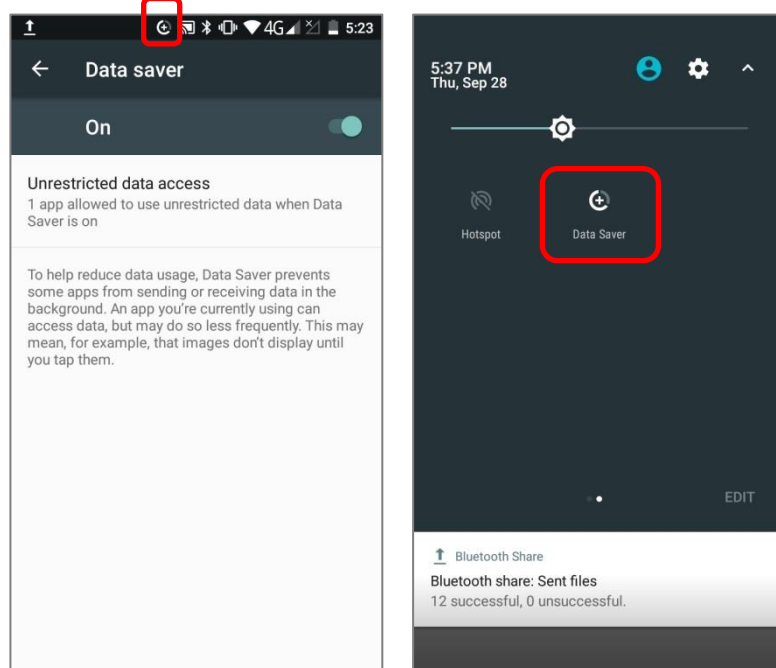 4G 5:23
Data saver
On
Unrestricted data access
1 app allowed to use unrestricted data when Data
Saver is on
To help reduce data usage, Data Saver prevents
some apps from sending or receiving data in the
background. An app you're currently using can
access data, but may do so less frequently. This may
mean, for example, that images don't display until
you tap them.
5:37 PM
Thu, Sep 28
Hotspot
Data Saver
EDIT
Bluetooth Share
Bluetooth share: Sent files
12 successful, 0 unsuccessful.